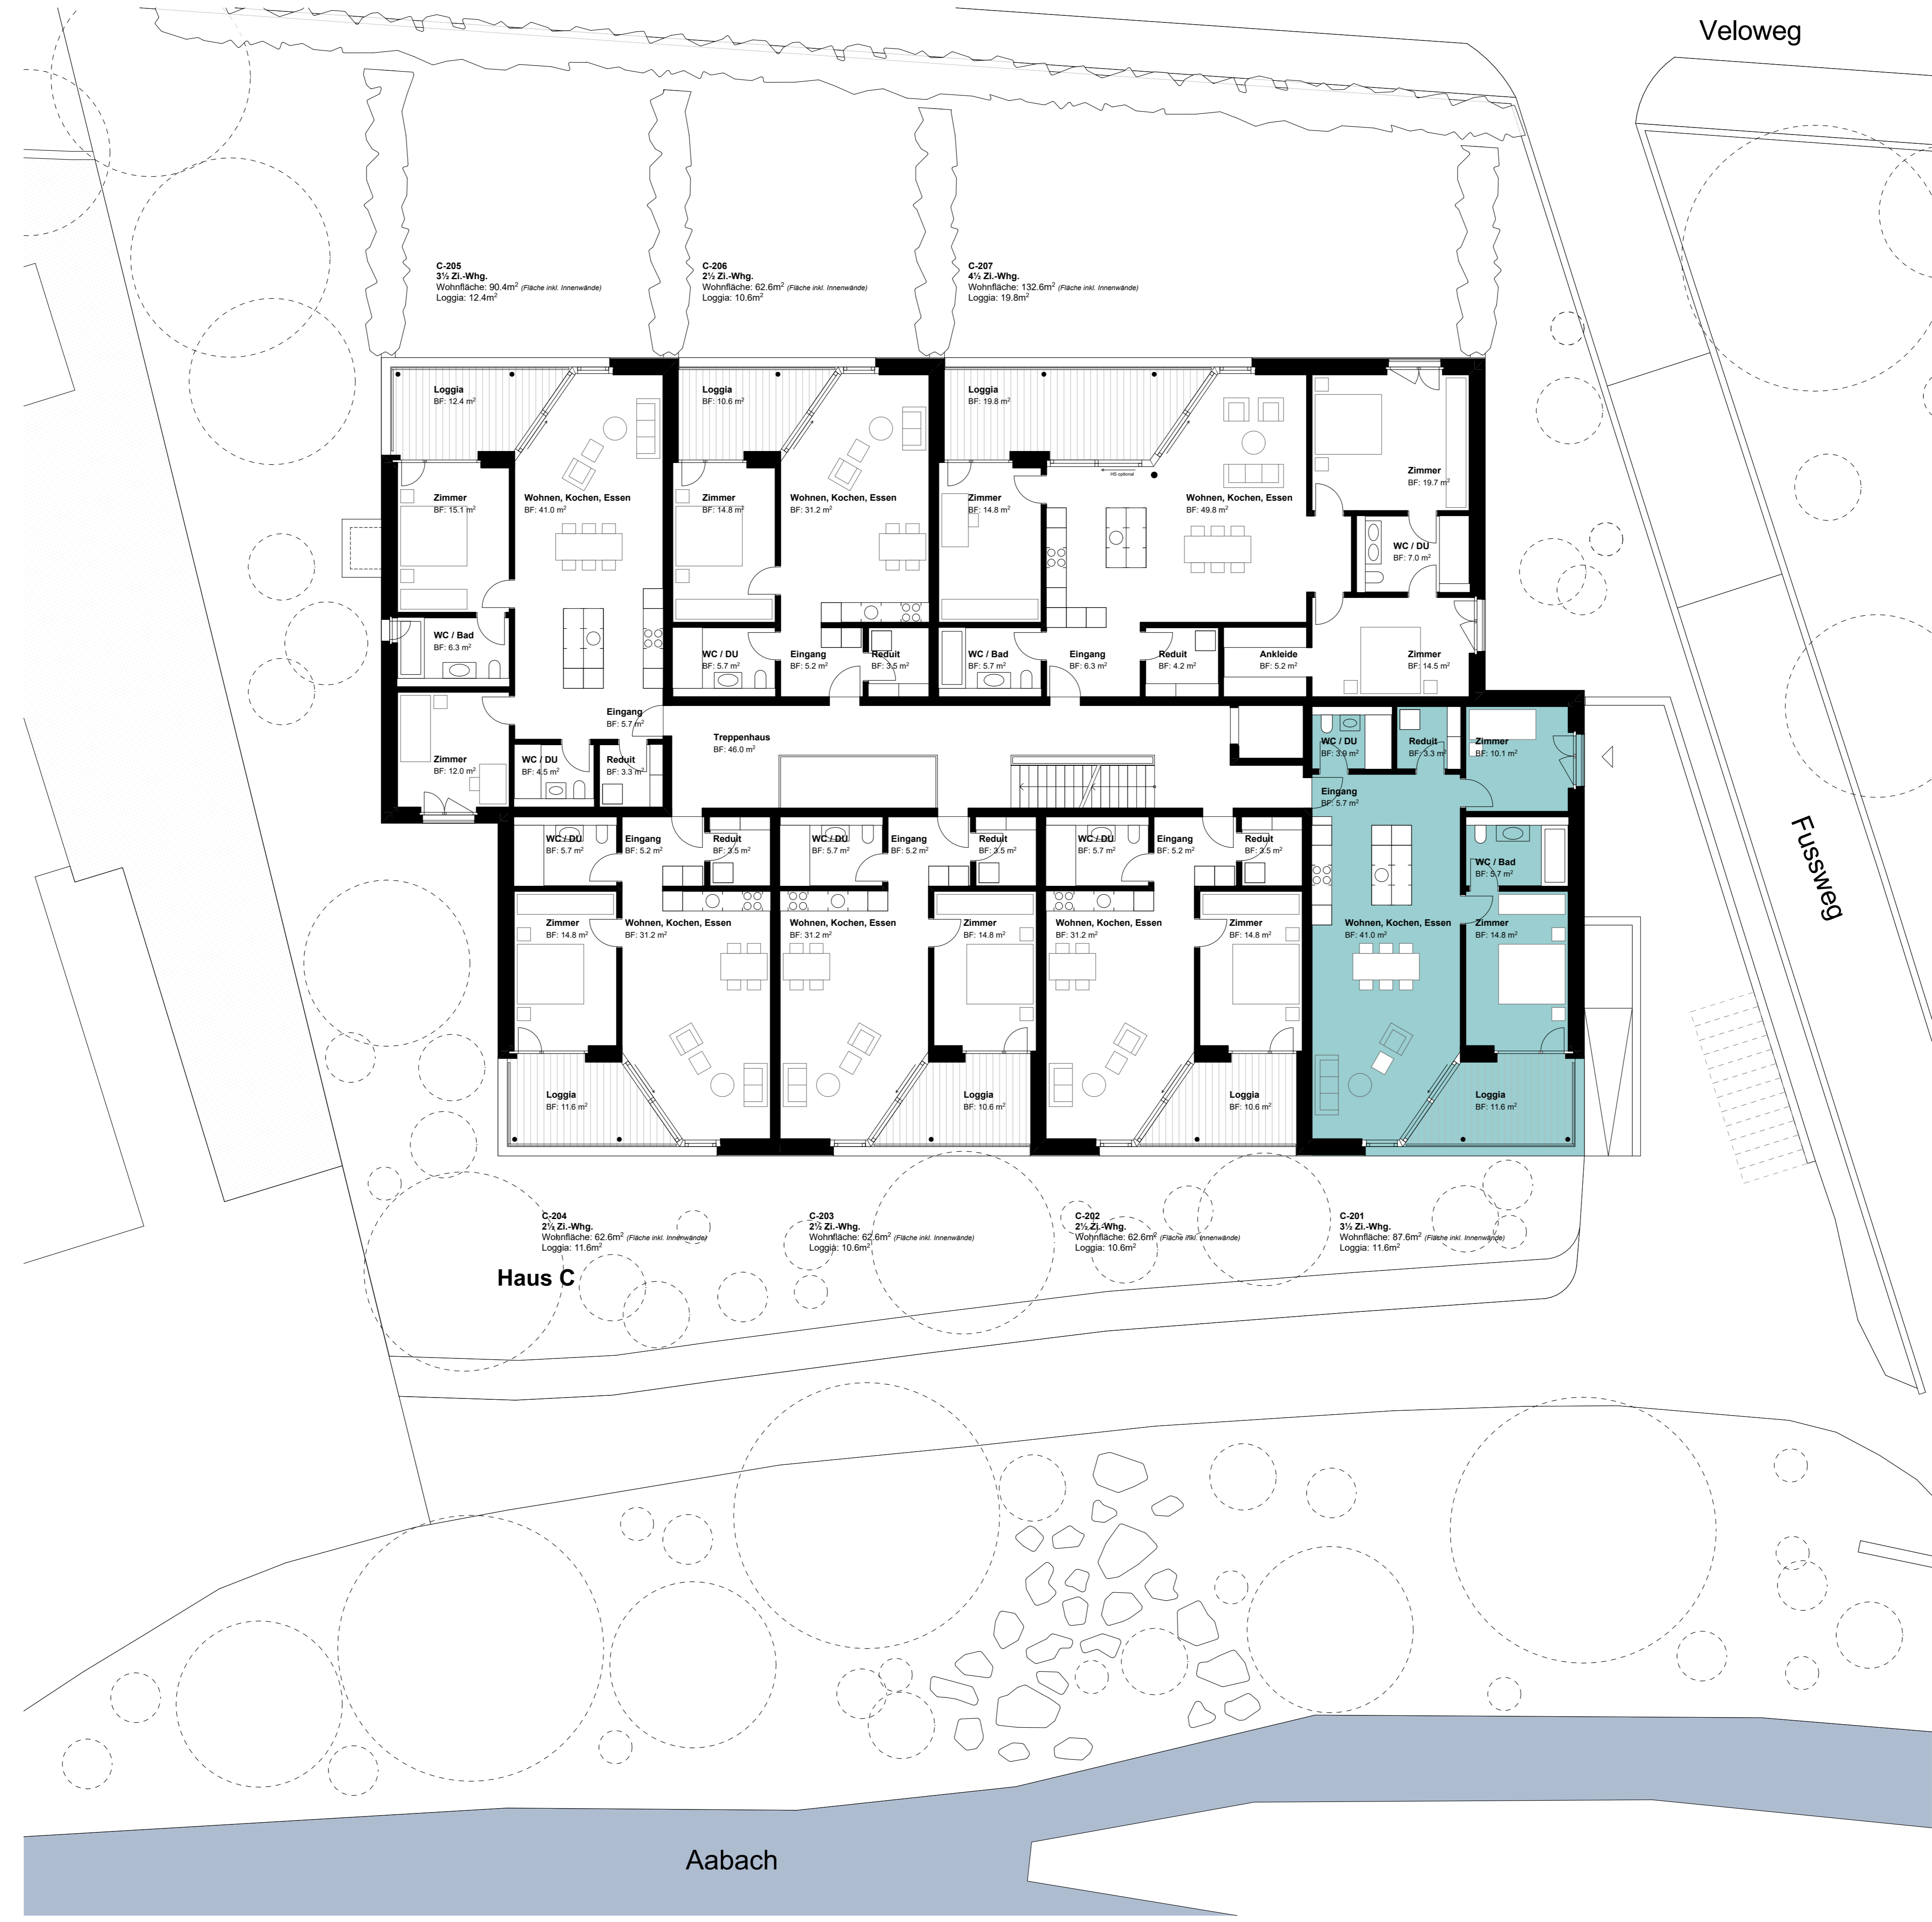 Veloweg
C-205
3½ Zi.-Whg.
Wohnfläche: 90.4m² (Fläche inkl. Innenwände)
Loggia: 12.4m²
C-206
2½ Zi.-Whg.
Wohnfläche: 62.6m² (Fläche inkl. Innenwände)
Loggia: 10.6m²
C-207
4½ Zi.-Whg.
Wohnfläche: 132.6m² (Fläche inkl. Innenwände)
Loggia: 19.8m²
Loggia
BF: 12.4 m²
Loggia
BF: 10.6 m²
Loggia
BF: 19.8 m²
HS optional
Zimmer
BF: 19.7 m²
Zimmer
BF: 15.1 m²
Wohnen, Kochen, Essen
BF: 41.0 m²
Zimmer
BF: 14.8 m²
Wohnen, Kochen, Essen
BF: 31.2 m²
Zimmer
BF: 14.8 m²
Wohnen, Kochen, Essen
BF: 49.8 m²
WC / DU
BF: 7.0 m²
WC / Bad
BF: 6.3 m²
WC / DU
BF: 5.7 m²
Eingang
BF: 5.2 m²
Reduit
BF: 3.5 m²
WC / Bad
BF: 5.7 m²
Eingang
BF: 6.3 m²
Reduit
BF: 4.2 m²
Ankleide
BF: 5.2 m²
Zimmer
BF: 14.5 m²
Eingang
BF: 5.7 m²
Treppenhaus
BF: 46.0 m²
Zimmer
BF: 12.0 m²
WC / DU
BF: 4.5 m²
Reduit
BF: 3.3 m²
WC / DU
BF: 3.9 m²
Reduit
BF: 3.3 m²
Zimmer
BF: 10.1 m²
Eingang
BF: 5.7 m²
WC / DU
BF: 5.7 m²
Eingang
BF: 5.2 m²
Reduit
BF: 3.5 m²
WC / DU
BF: 5.7 m²
Eingang
BF: 5.2 m²
Reduit
BF: 3.5 m²
WC / DU
BF: 5.7 m²
Eingang
BF: 5.2 m²
Reduit
BF: 3.5 m²
WC / Bad
BF: 5.7 m²
Fussweg
Zimmer
BF: 14.8 m²
Wohnen, Kochen, Essen
BF: 31.2 m²
Wohnen, Kochen, Essen
BF: 31.2 m²
Zimmer
BF: 14.8 m²
Wohnen, Kochen, Essen
BF: 31.2 m²
Zimmer
BF: 14.8 m²
Wohnen, Kochen, Essen
BF: 41.0 m²
Zimmer
BF: 14.8 m²
Loggia
BF: 11.6 m²
Loggia
BF: 10.6 m²
Loggia
BF: 10.6 m²
Loggia
BF: 11.6 m²
C-204
2½ Zi.-Whg.
Wohnfläche: 62.6m² (Fläche inkl. Innenwände)
Loggia: 11.6m²
C-203
2½ Zi.-Whg.
Wohnfläche: 62.6m² (Fläche inkl. Innenwände)
Loggia: 10.6m²
C-202
2½ Zi.-Whg.
Wohnfläche: 62.6m² (Fläche inkl. Innenwände)
Loggia: 10.6m²
C-201
3½ Zi.-Whg.
Wohnfläche: 87.6m² (Fläche inkl. Innenwände)
Loggia: 11.6m²
Haus C
Aabach